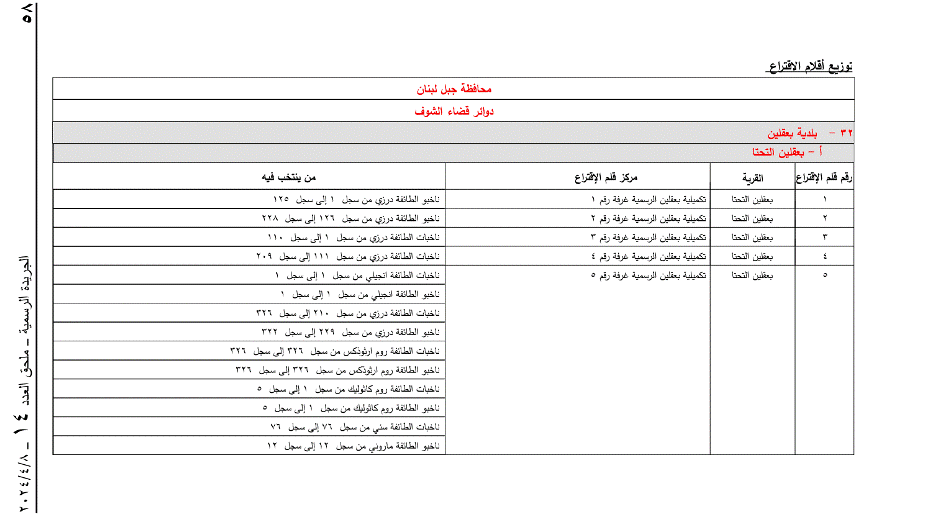 ٥٨
الجريدة الرسمية – ملحق العدد ١٤ – ٢٠٢٤/٤/٨
توزيع أقلام الإقتراع
محافظة جبل لبنان
دوائر قضاء الشوف
٣٢ – بلدية بعقلين
أ – بعقلين التحتا
رقم قلم الإقتراع القرية مركز قلم الإقتراع من ينتخب فيه
١ بعقلين التحتا تكميلية بعقلين الرسمية غرفة رقم ١ ناخبو الطائفة درزي من سجل ١ إلى سجل ١٢٥
٢ بعقلين التحتا تكميلية بعقلين الرسمية غرفة رقم ٢ ناخبو الطائفة درزي من سجل ١٢٦ إلى سجل ٢٢٨
٣ بعقلين التحتا تكميلية بعقلين الرسمية غرفة رقم ٣ ناخبات الطائفة درزي من سجل ١ إلى سجل ١١٠
٤ بعقلين التحتا تكميلية بعقلين الرسمية غرفة رقم ٤ ناخبات الطائفة درزي من سجل ١١١ إلى سجل ٢٠٩
٥ بعقلين التحتا تكميلية بعقلين الرسمية غرفة رقم ٥ ناخبات الطائفة انجيلي من سجل ١ إلى سجل ١
ناخبو الطائفة انجيلي من سجل ١ إلى سجل ١
ناخبات الطائفة درزي من سجل ٢١٠ إلى سجل ٣٢٦
ناخبو الطائفة درزي من سجل ٢٢٩ إلى سجل ٣٢٢
ناخبات الطائفة روم ارثوذكس من سجل ٣٢٦ إلى سجل ٣٢٦
ناخبو الطائفة روم ارثوذكس من سجل ٣٢٦ إلى سجل ٣٢٦
ناخبات الطائفة روم كاثوليك من سجل ١ إلى سجل ٥
ناخبو الطائفة روم كاثوليك من سجل ١ إلى سجل ٥
ناخبات الطائفة سني من سجل ٧٦ إلى سجل ٧٦
ناخبو الطائفة ماروني من سجل ١٢ إلى سجل ١٢